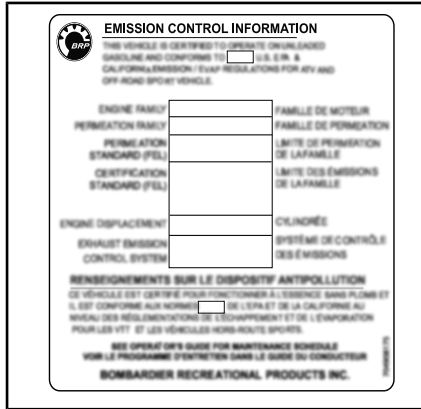 BRP
EMISSION CONTROL INFORMATION
THIS VEHICLE IS CERTIFIED TO OPERATE ON UNLEADED
GASOLINE AND CONFORMS TO U.S. EPA &
CALIFORNIA EMISSION / EVAP REGULATIONS FOR ATV AND
OFF-ROAD SPORT VEHICLE.
ENGINE FAMILY FAMILLE DE MOTEUR
PERMEATION FAMILY FAMILLE DE PERMEATION
PERMEATION LIMITE DE PERMEATION
STANDARD (FEL) DE LA FAMILLE
CERTIFICATION LIMITE DES ÉMISSIONS
STANDARD (FEL) DE LA FAMILLE
ENGINE DISPLACEMENT CYLINDRÉE
EXHAUST EMISSION SYSTÈME DE CONTRÔLE
CONTROL SYSTEM DES ÉMISSIONS
RENSEIGNEMENTS SUR LE DISPOSITIF ANTIPOLLUTION
CE VÉHICULE EST CERTIFIÉ POUR FONCTIONNER À L'ESSENCE SANS PLOMB ET
IL EST CONFORME AUX NORMES DE L'EPA ET DE LA CALIFORNIE AU
NIVEAU DES RÉGLEMENTATIONS DE L'ÉCHAPPEMENT ET DE L'ÉVAPORATION
POUR LES VTT ET LES VÉHICULES HORS-ROUTE SPORTS.
SEE OPERATOR'S GUIDE FOR MAINTENANCE SCHEDULE
VOIR LE PROGRAMME D'ENTRETIEN DANS LE GUIDE DU CONDUCTEUR
BOMBARDIER RECREATIONAL PRODUCTS INC.